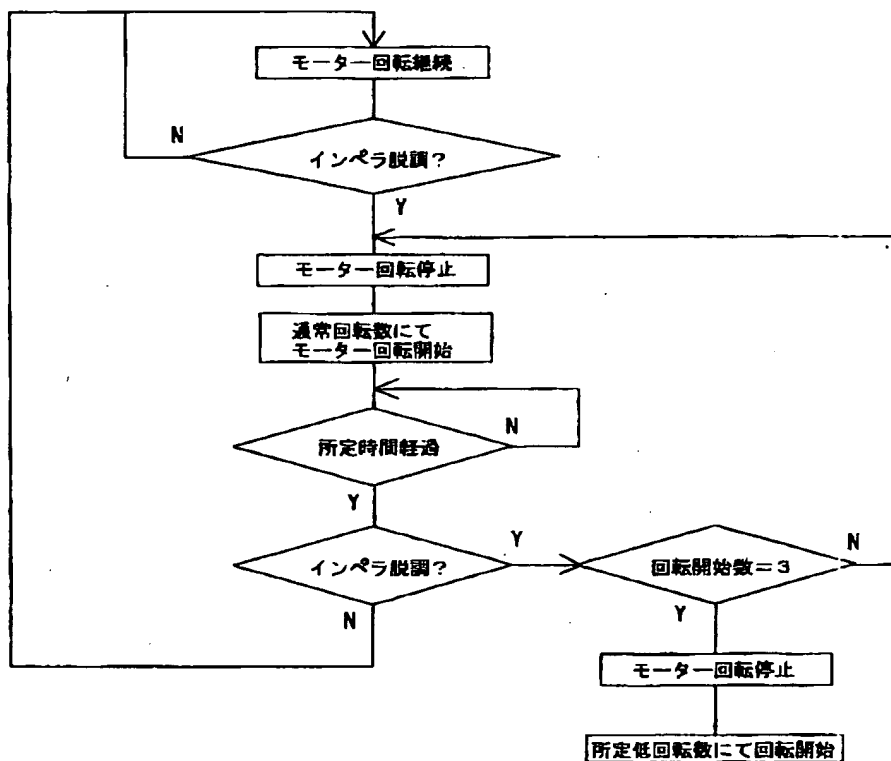 モーター回転継続
N
インペラ脱調?
Y
モーター回転停止
通常回転数にて
モーター回転開始
N
所定時間経過
Y
インペラ脱調?
Y
回転開始数=3
N
N
Y
モーター回転停止
所定低回転数にて回転開始